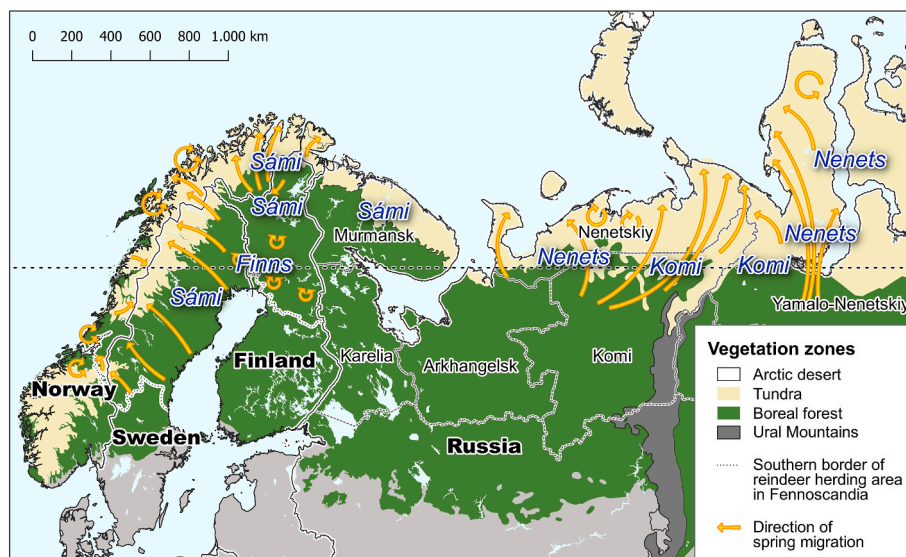 0 200 400 600 800 1.000 km
Sámi
Sámi
Sámi
Murmansk
Finns
Sámi
Nenets
Nenets
Nenetskiy
Nenets
Komi
Komi
Yamalo-Nenetskiy
Norway
Finland
Karelia
Arkhangelsk
Komi
Sweden
Russia
Vegetation zones
Arctic desert
Tundra
Boreal forest
Ural Mountains
Southern border of
reindeer herding area
in Fennoscandia
Direction of
spring migration